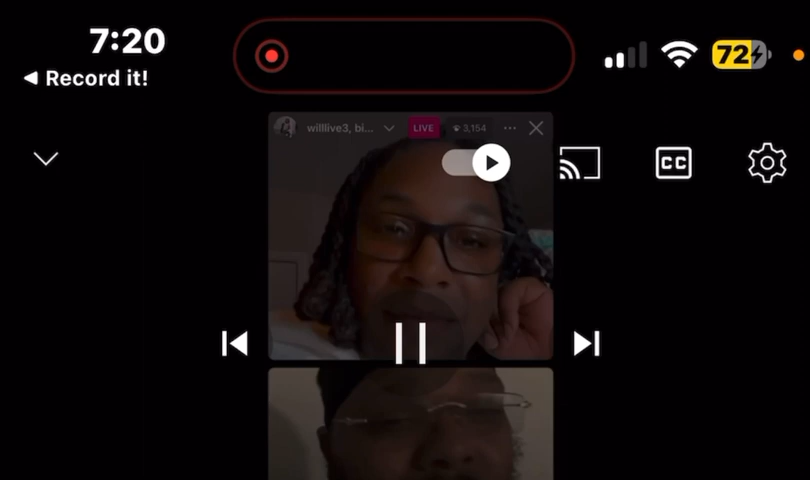 7:20
◀ Record it!
72
willlive3, bi...
LIVE
3,154
CC